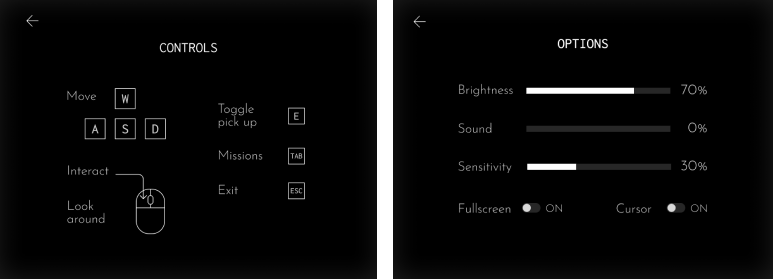 CONTROLS
Move
W
A S D
Interact
Look
around
Toggle
pick up
E
Missions
TAB
Exit
ESC
OPTIONS
Brightness 70%
Sound 0%
Sensitivity 30%
Fullscreen ON
Cursor ON